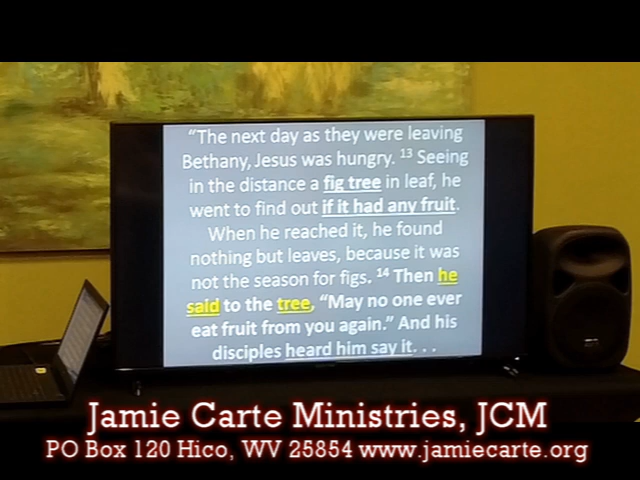 “The next day as they were leaving
Bethany, Jesus was hungry. 13 Seeing
in the distance a fig tree in leaf, he
went to find out if it had any fruit.
When he reached it, he found
nothing but leaves, because it was
not the season for figs. 14 Then he
said to the tree, “May no one ever
eat fruit from you again.” And his
disciples heard him say it. . .
Jamie Carte Ministries, JCM
PO Box 120 Hico, WV 25854 www.jamiecarte.org